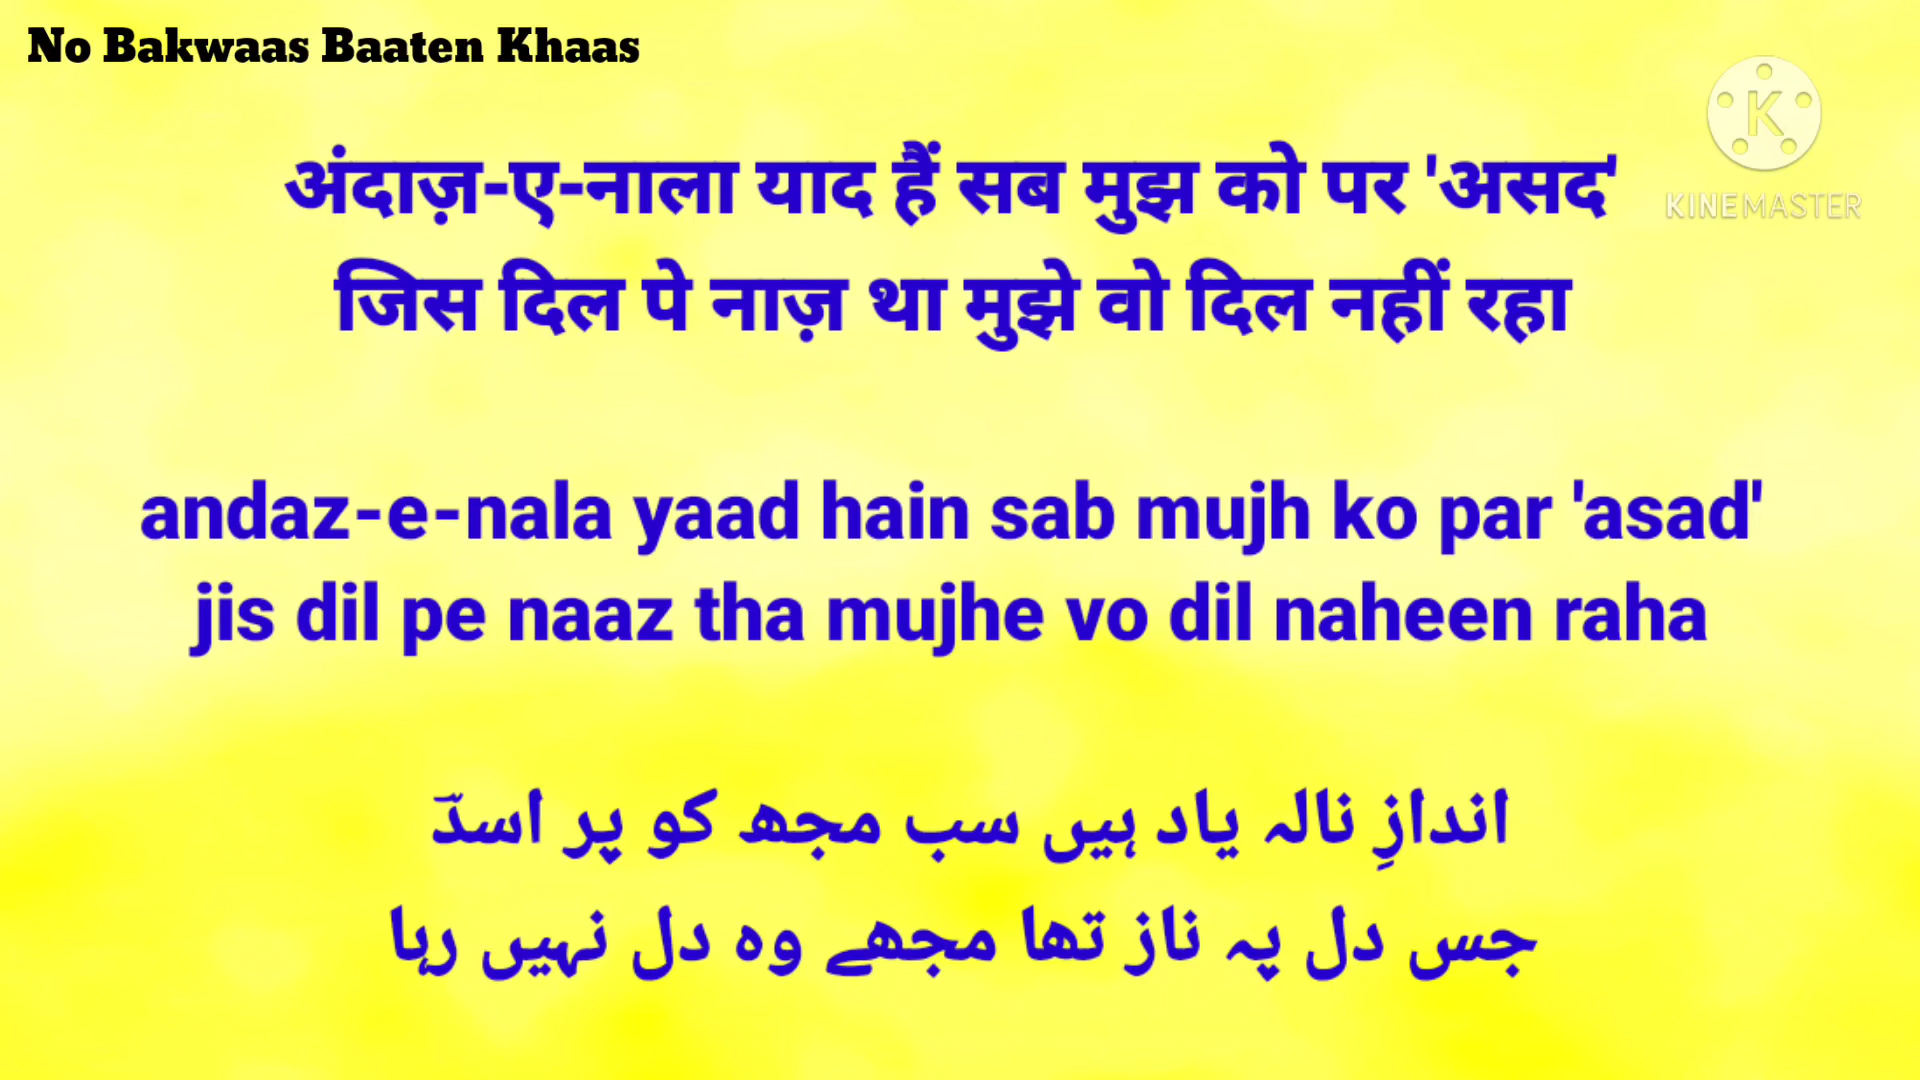 No Bakwaas Baaten Khaas
K
KINEMASTER
अंदाज़-ए-नाला याद हैं सब मुझ को पर 'असद'
जिस दिल पे नाज़ था मुझे वो दिल नहीं रहा
andaz-e-nala yaad hain sab mujh ko par 'asad'
jis dil pe naaz tha mujhe vo dil naheen raha
اندازِ نالہ یاد ہیں سب مجھ کو پر اسدؔ
جس دل پہ ناز تھا مجھے وہ دل نہیں رہا